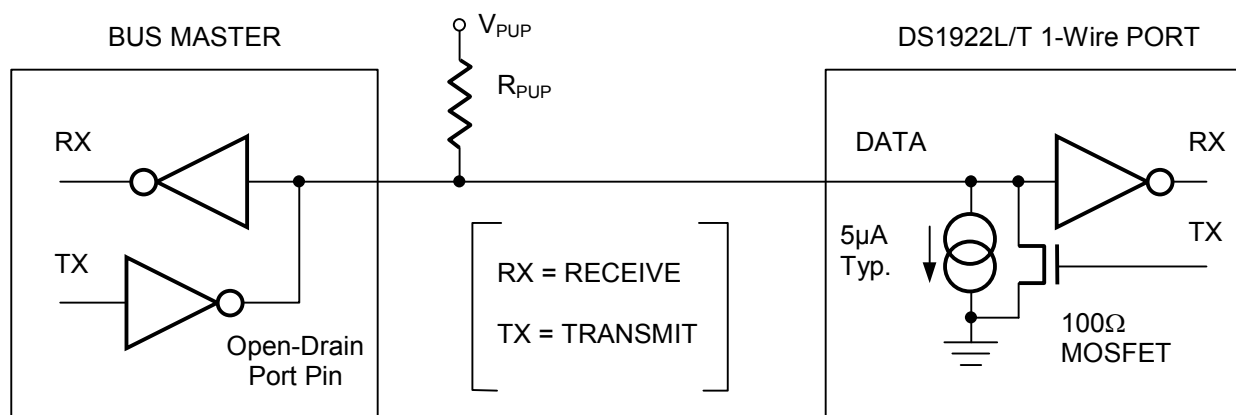 BUS MASTER
V_PUP
R_PUP
DS1922L/T 1-Wire PORT
RX
TX
Open-Drain
Port Pin
RX = RECEIVE
TX = TRANSMIT
DATA
RX
TX
5µA
Typ.
100Ω
MOSFET